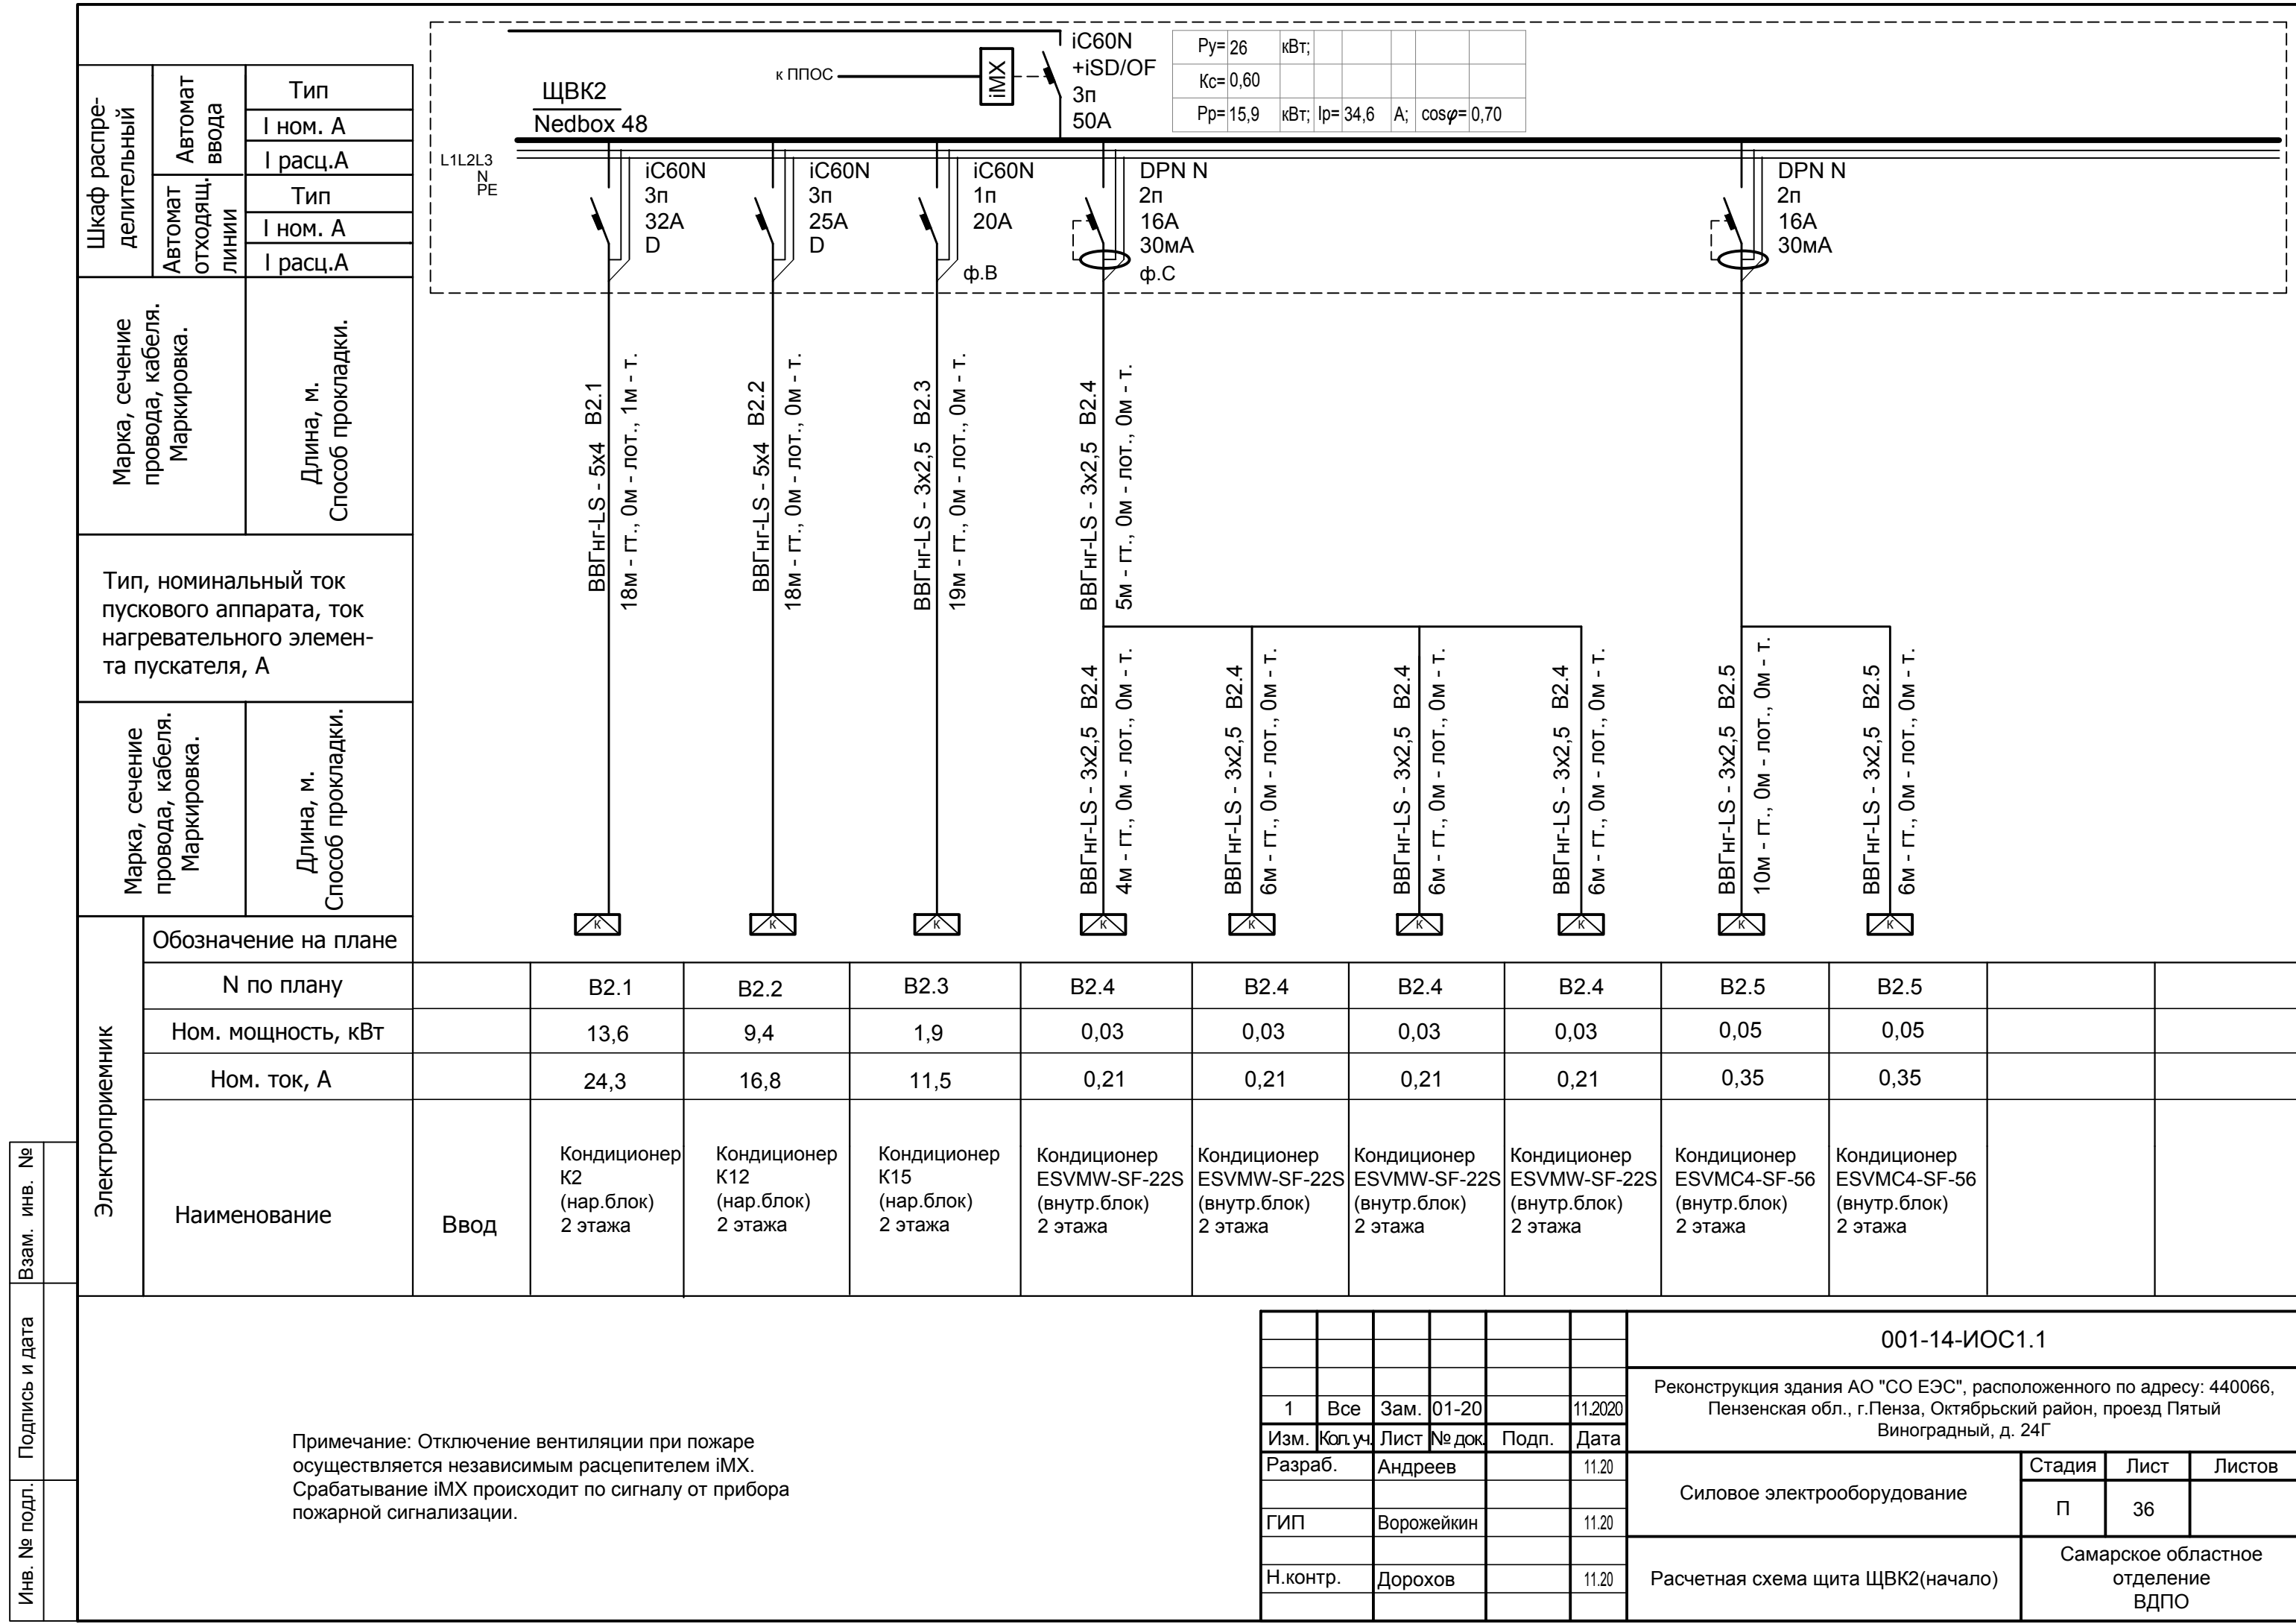 Шкаф распре-
делительный
Автомат
ввода
Тип
I ном. А
I расц.А
Автомат
отходящ.
линии
Тип
I ном. А
I расц.А
Марка, сечение
провода, кабеля.
Маркировка.
Длина, м.
Способ прокладки.
Тип, номинальный ток
пускового аппарата, ток
нагревательного элемен-
та пускателя, А
Марка, сечение
провода, кабеля.
Маркировка.
Длина, м.
Способ прокладки.
ЩВК2
Nedbox 48
к ППОС
iMX
iC60N
+iSD/OF
3п
50А
Ру= 26 кВт;
Кс= 0,60
Рр= 15,9 кВт; Iр= 34,6 А; cosφ= 0,70
L1L2L3
N
PE
iC60N
3п
32А
D
iC60N
3п
25А
D
iC60N
1п
20А
ф.В
DPN N
2п
16А
30мА
ф.С
DPN N
2п
16А
30мА
ВВГнг-LS - 5х4 В2.1
18м - гт., 0м - лот., 1м - т.
ВВГнг-LS - 5х4 В2.2
18м - гт., 0м - лот., 0м - т.
ВВГнг-LS - 3х2,5 В2.3
19м - гт., 0м - лот., 0м - т.
ВВГнг-LS - 3х2,5 В2.4
5м - гт., 0м - лот., 0м - т.
ВВГнг-LS - 3х2,5 В2.4
4м - гт., 0м - лот., 0м - т.
ВВГнг-LS - 3х2,5 В2.4
6м - гт., 0м - лот., 0м - т.
ВВГнг-LS - 3х2,5 В2.4
6м - гт., 0м - лот., 0м - т.
ВВГнг-LS - 3х2,5 В2.4
6м - гт., 0м - лот., 0м - т.
ВВГнг-LS - 3х2,5 В2.5
10м - гт., 0м - лот., 0м - т.
ВВГнг-LS - 3х2,5 В2.5
6м - гт., 0м - лот., 0м - т.
К К К К К К К К К
Электроприемник
Обозначение на плане
N по плану В2.1 В2.2 В2.3 В2.4 В2.4 В2.4 В2.4 В2.5 В2.5
Ном. мощность, кВт 13,6 9,4 1,9 0,03 0,03 0,03 0,03 0,05 0,05
Ном. ток, А 24,3 16,8 11,5 0,21 0,21 0,21 0,21 0,35 0,35
Наименование
Ввод
Кондиционер
К2
(нар.блок)
2 этажа
Кондиционер
К12
(нар.блок)
2 этажа
Кондиционер
К15
(нар.блок)
2 этажа
Кондиционер
ESVMW-SF-22S
(внутр.блок)
2 этажа
Кондиционер
ESVMW-SF-22S
(внутр.блок)
2 этажа
Кондиционер
ESVMW-SF-22S
(внутр.блок)
2 этажа
Кондиционер
ESVMW-SF-22S
(внутр.блок)
2 этажа
Кондиционер
ESVMC4-SF-56
(внутр.блок)
2 этажа
Кондиционер
ESVMC4-SF-56
(внутр.блок)
2 этажа
Взам. инв. №
Подпись и дата
Инв. № подл.
Примечание: Отключение вентиляции при пожаре
осуществляется независимым расцепителем iMX.
Срабатывание iMX происходит по сигналу от прибора
пожарной сигнализации.
001-14-ИОС1.1
Реконструкция здания АО "СО ЕЭС", расположенного по адресу: 440066,
Пензенская обл., г.Пенза, Октябрьский район, проезд Пятый
Виноградный, д. 24Г
1 Все Зам. 01-20 11.2020
Изм. Кол.уч. Лист № док. Подп. Дата
Разраб. Андреев 11.20
ГИП Ворожейкин 11.20
Н.контр. Дорохов 11.20
Силовое электрооборудование
Стадия Лист Листов
П 36
Расчетная схема щита ЩВК2(начало)
Самарское областное
отделение
ВДПО